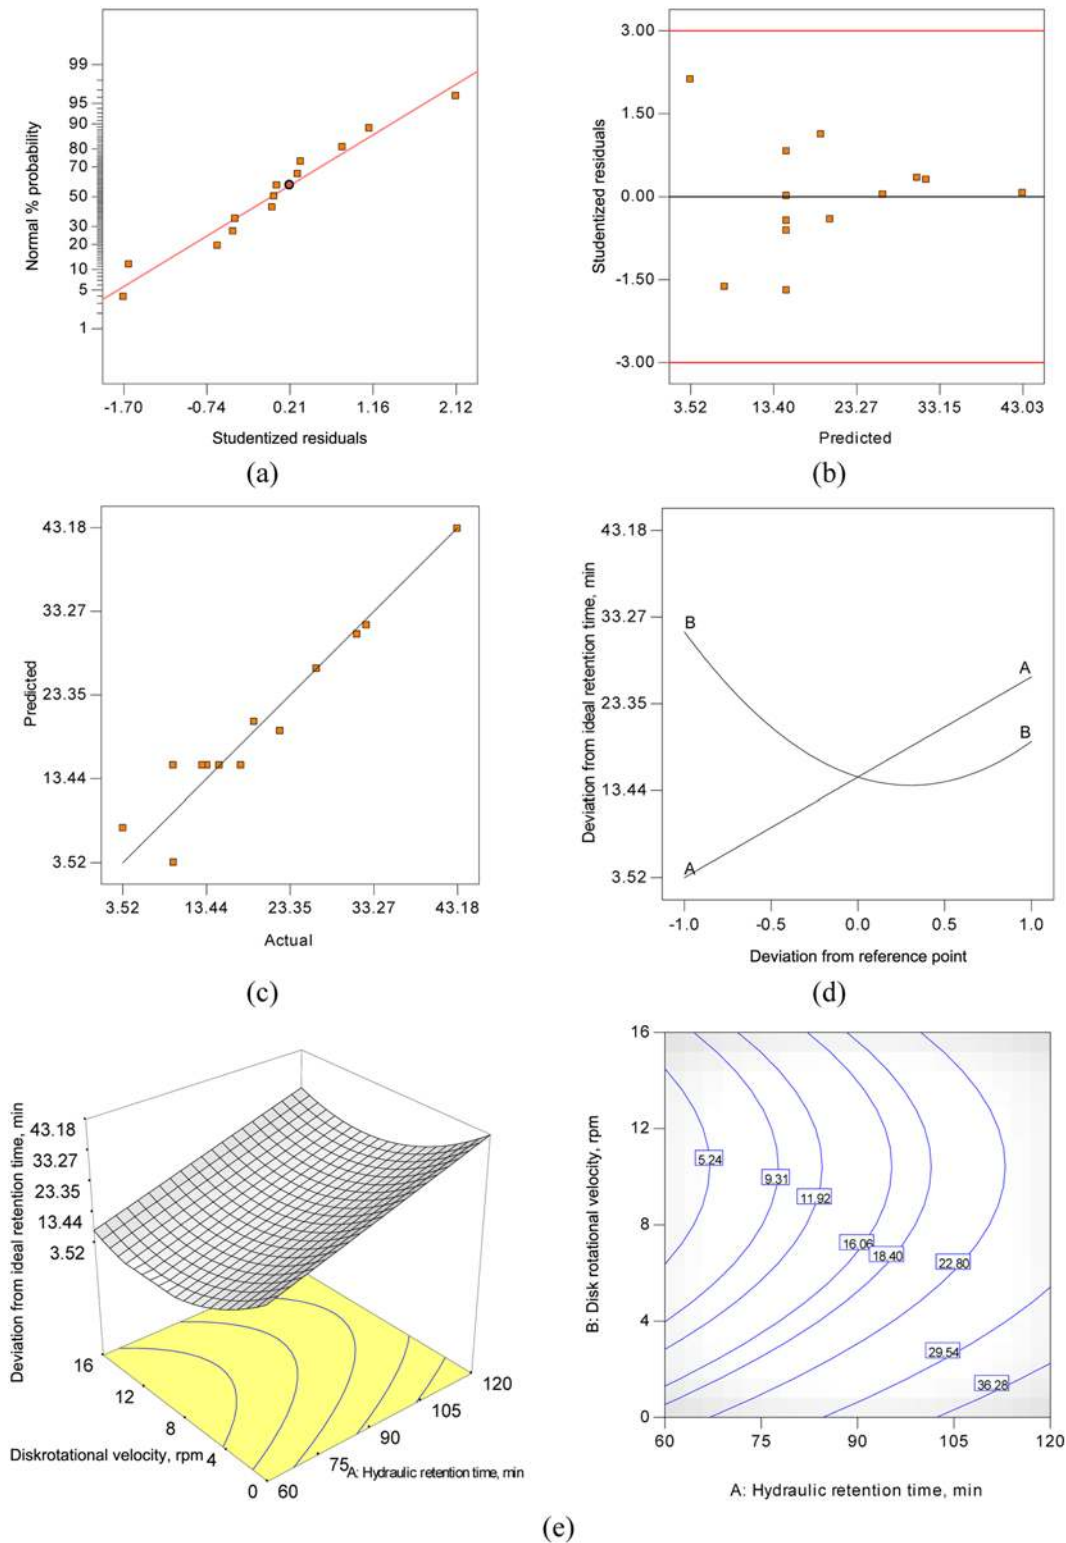 99
95
90
80
70
50
30
20
10
5
1
Normal % probability
-1.70 -0.74 0.21 1.16 2.12
Studentized residuals
(a)
3.00
1.50
0.00
-1.50
-3.00
Studentized residuals
3.52 13.40 23.27 33.15 43.03
Predicted
(b)
43.18
33.27
23.35
13.44
3.52
Predicted
3.52 13.44 23.35 33.27 43.18
Actual
(c)
43.18
33.27
23.35
13.44
3.52
Deviation from ideal retention time, min
B
A
A
B
-1.0 -0.5 0.0 0.5 1.0
Deviation from reference point
(d)
43.18
33.27
23.35
13.44
3.52
Deviation from ideal retention time, min
16
12
8
4
0
Diskrotational velocity, rpm
60
75
90
105
120
A: Hydraulic retention time, min
16
12
8
4
0
B: Disk rotational velocity, rpm
5.24
9.31
11.92
16.06
18.40
22.80
29.54
36.28
60 75 90 105 120
A: Hydraulic retention time, min
(e)